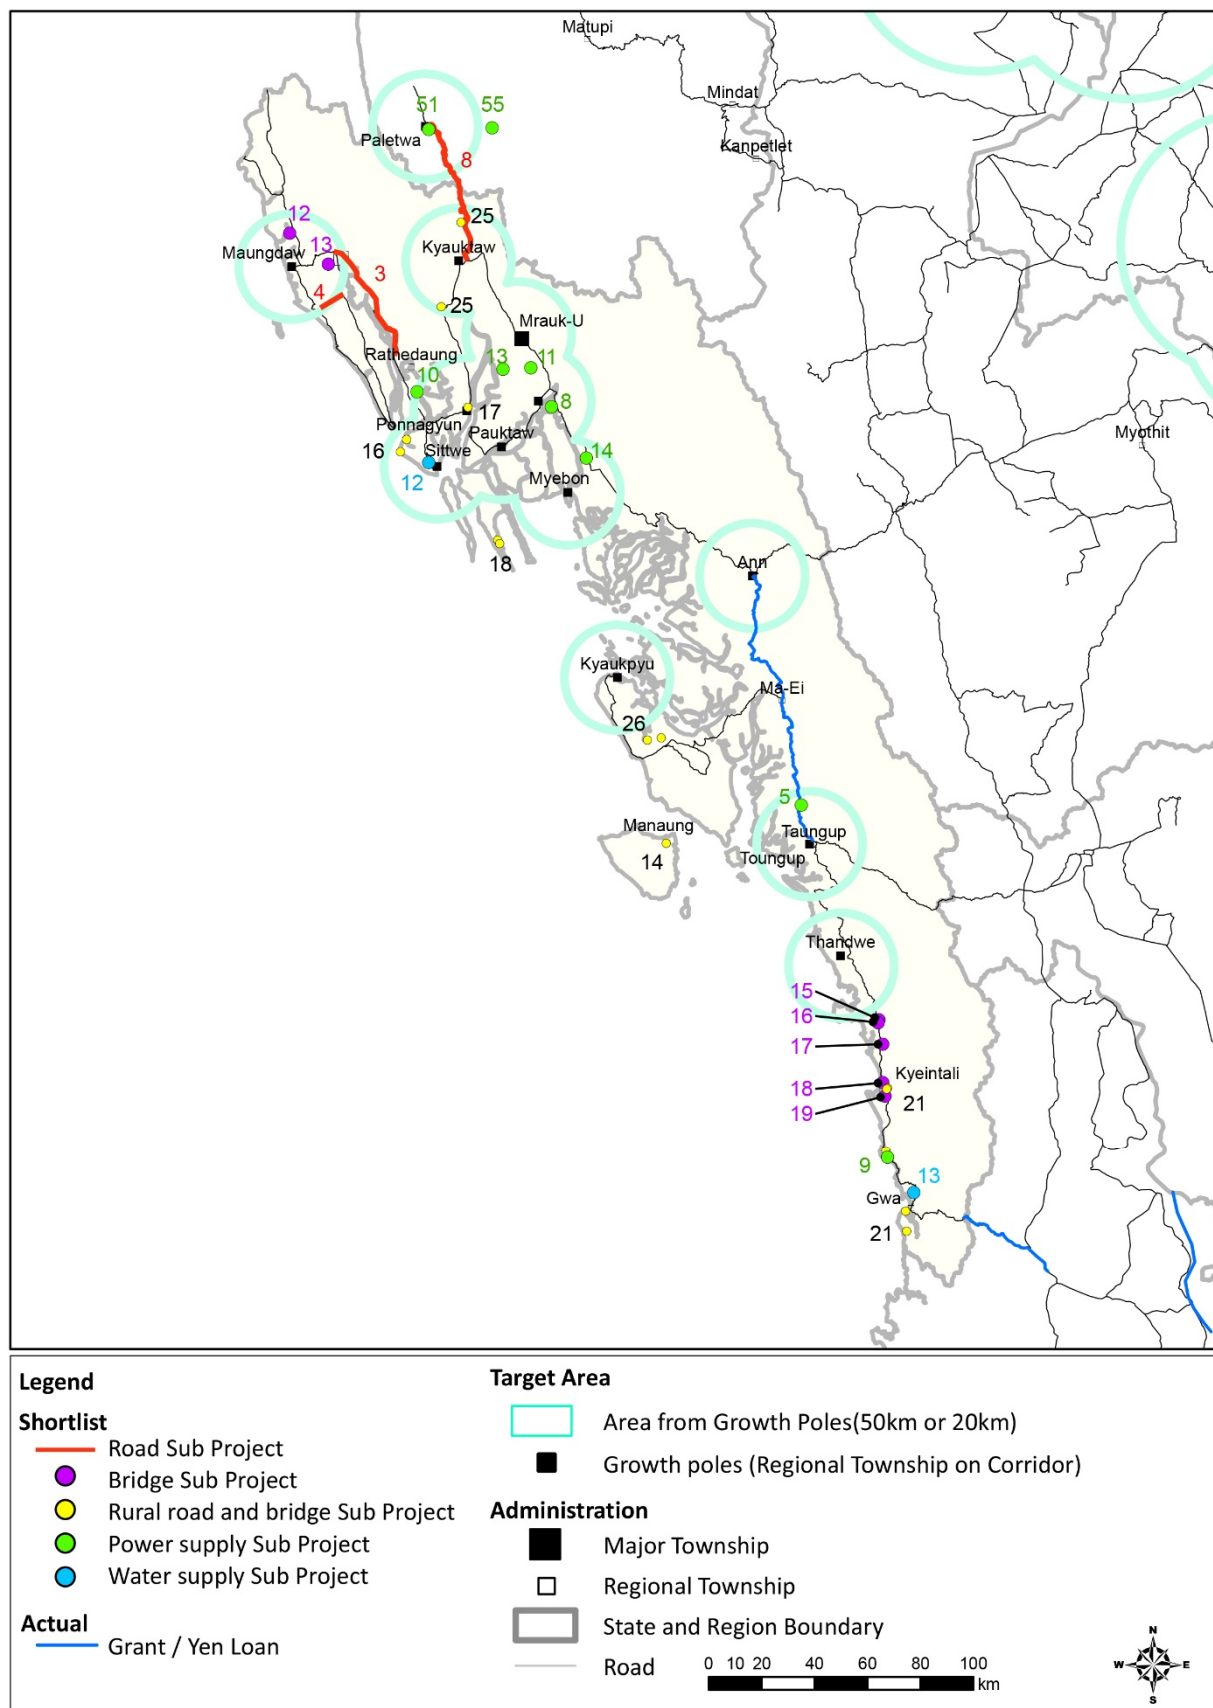 Matupi
Mindat
Kanpetlet
51
55
Paletwa
8
12
25
Maungdaw
13
Kyauktaw
3
4
25
Mrauk-U
Rathedaung
13
11
10
8
Ponnagyun
17
Myothit
Pauktaw
16
Sittwe
14
12
Myebon
18
Ann
Kyaukpyu
Ma-Ei
26
5
Manaung
Taungup
14
Toungup
Thandwe
15
16
17
Kyeintali
18
21
19
9
13
Gwa
21
Legend
Shortlist
Road Sub Project
Bridge Sub Project
Rural road and bridge Sub Project
Power supply Sub Project
Water supply Sub Project
Actual
Grant / Yen Loan
Target Area
Area from Growth Poles(50km or 20km)
Growth poles (Regional Township on Corridor)
Administration
Major Township
Regional Township
State and Region Boundary
Road
0 10 20 40 60 80 100
km
N
W E
S